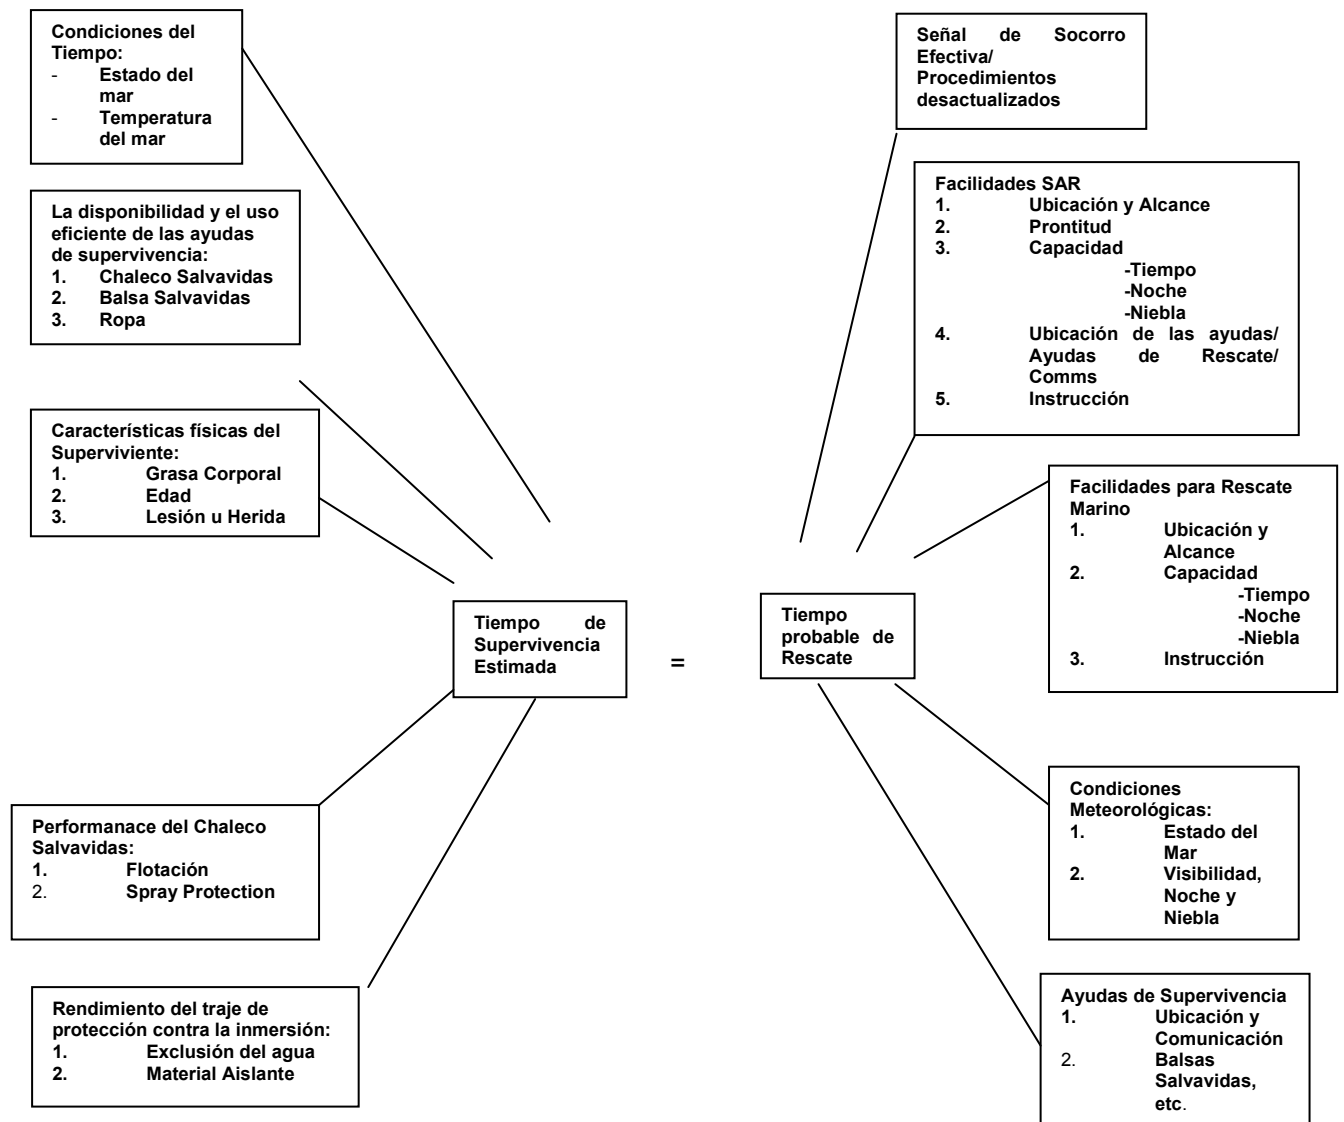 Condiciones del
Tiempo:
- Estado del
mar
- Temperatura
del mar
La disponibilidad y el uso
eficiente de las ayudas
de supervivencia:
1. Chaleco Salvavidas
2. Balsa Salvavidas
3. Ropa
Características físicas del
Superviviente:
1. Grasa Corporal
2. Edad
3. Lesión u Herida
Tiempo de
Supervivencia
Estimada
=
Tiempo
probable de
Rescate
Performanace del Chaleco
Salvavidas:
1. Flotación
2. Spray Protection
Rendimiento del traje de
protección contra la inmersión:
1. Exclusión del agua
2. Material Aislante
Señal de Socorro
Efectiva/
Procedimientos
desactualizados
Facilidades SAR
1. Ubicación y Alcance
2. Prontitud
3. Capacidad
-Tiempo
-Noche
-Niebla
4. Ubicación de las ayudas/
Ayudas de Rescate/
Comms
5. Instrucción
Facilidades para Rescate
Marino
1. Ubicación y
Alcance
2. Capacidad
-Tiempo
-Noche
-Niebla
3. Instrucción
Condiciones
Meteorológicas:
1. Estado del
Mar
2. Visibilidad,
Noche y
Niebla
Ayudas de Supervivencia
1. Ubicación y
Comunicación
2. Balsas
Salvavidas,
etc.